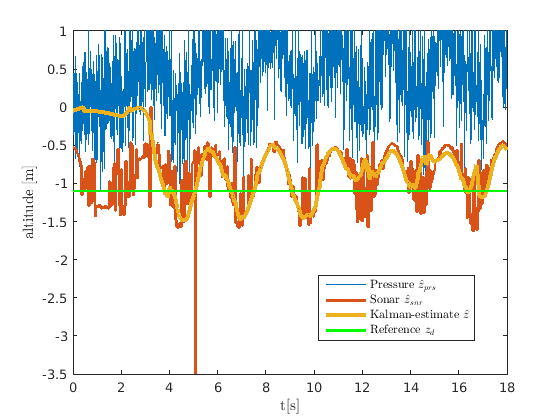 1
0.5
0
-0.5
-1
-1.5
-2
-2.5
-3
-3.5
altitude [m]
Pressure ẑ_prs
Sonar ẑ_snr
Kalman-estimate ẑ
Reference z_d
0 2 4 6 8 10 12 14 16 18
t[s]